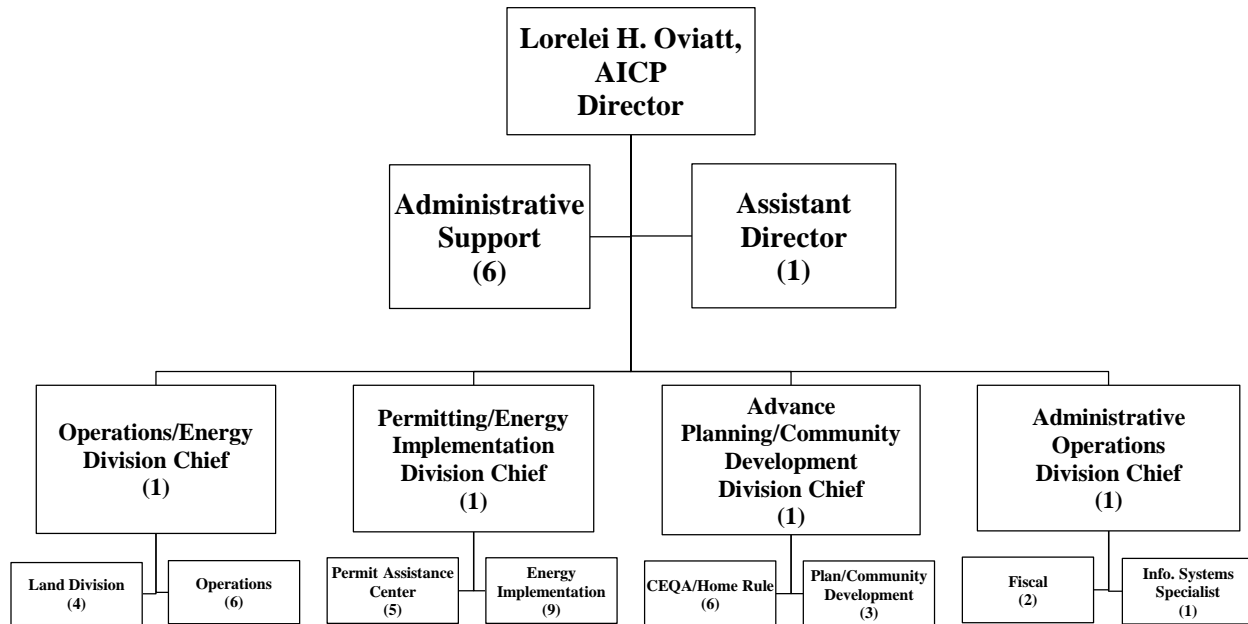 Lorelei H. Oviatt,
AICP
Director
Administrative
Support
(6)
Assistant
Director
(1)
Operations/Energy
Division Chief
(1)
Permitting/Energy
Implementation
Division Chief
(1)
Advance
Planning/Community
Development
Division Chief
(1)
Administrative
Operations
Division Chief
(1)
Land Division
(4)
Operations
(6)
Permit Assistance
Center
(5)
Energy
Implementation
(9)
CEQA/Home Rule
(6)
Plan/Community
Development
(3)
Fiscal
(2)
Info. Systems
Specialist
(1)